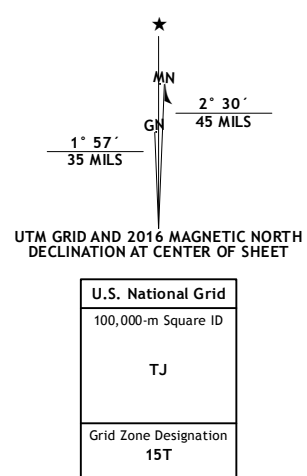 ★
MN
GN
2° 30´
45 MILS
1° 57´
35 MILS
UTM GRID AND 2016 MAGNETIC NORTH
DECLINATION AT CENTER OF SHEET
U.S. National Grid
100,000-m Square ID
TJ
Grid Zone Designation
15T